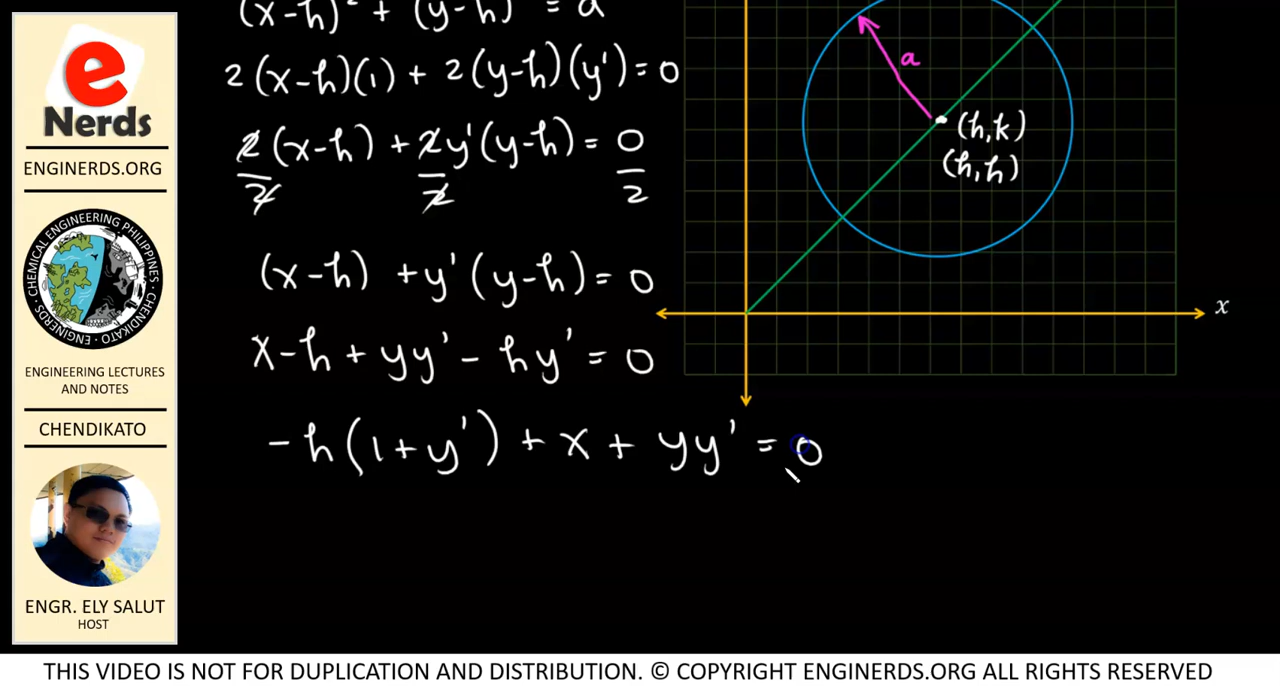 (x-h)² + (y-h) = a
2(x-h)(1) + 2(y-h)(y') = 0
2(x-h) + 2y'(y-h) = 0
2 2 2
(x-h) + y'(y-h) = 0
x-h + yy' - hy' = 0
-h(1+y') + x + yy' = 0
a
(h,k)
(h,h)
x
e
Nerds
ENGINERDS.ORG
CHEMICAL ENGINEERING PHILIPPINES
· CHENDIKATO · ENGINERDS ·
ENGINEERING LECTURES
AND NOTES
CHENDIKATO
ENGR. ELY SALUT
HOST
THIS VIDEO IS NOT FOR DUPLICATION AND DISTRIBUTION. © COPYRIGHT ENGINERDS.ORG ALL RIGHTS RESERVED